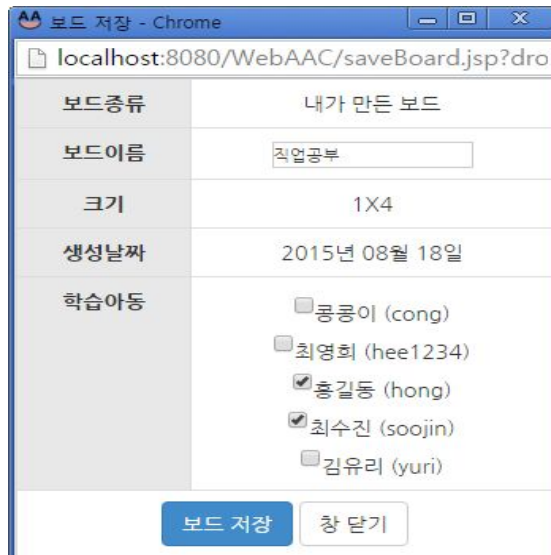 보드 저장 - Chrome
localhost:8080/WebAAC/saveBoard.jsp?dro
보드종류 내가 만든 보드
보드이름 직업공부
크기 1X4
생성날짜 2015년 08월 18일
학습아동 콩콩이 (cong)
최영희 (hee1234)
홍길동 (hong)
최수진 (soojin)
김유리 (yuri)
보드 저장 창 닫기